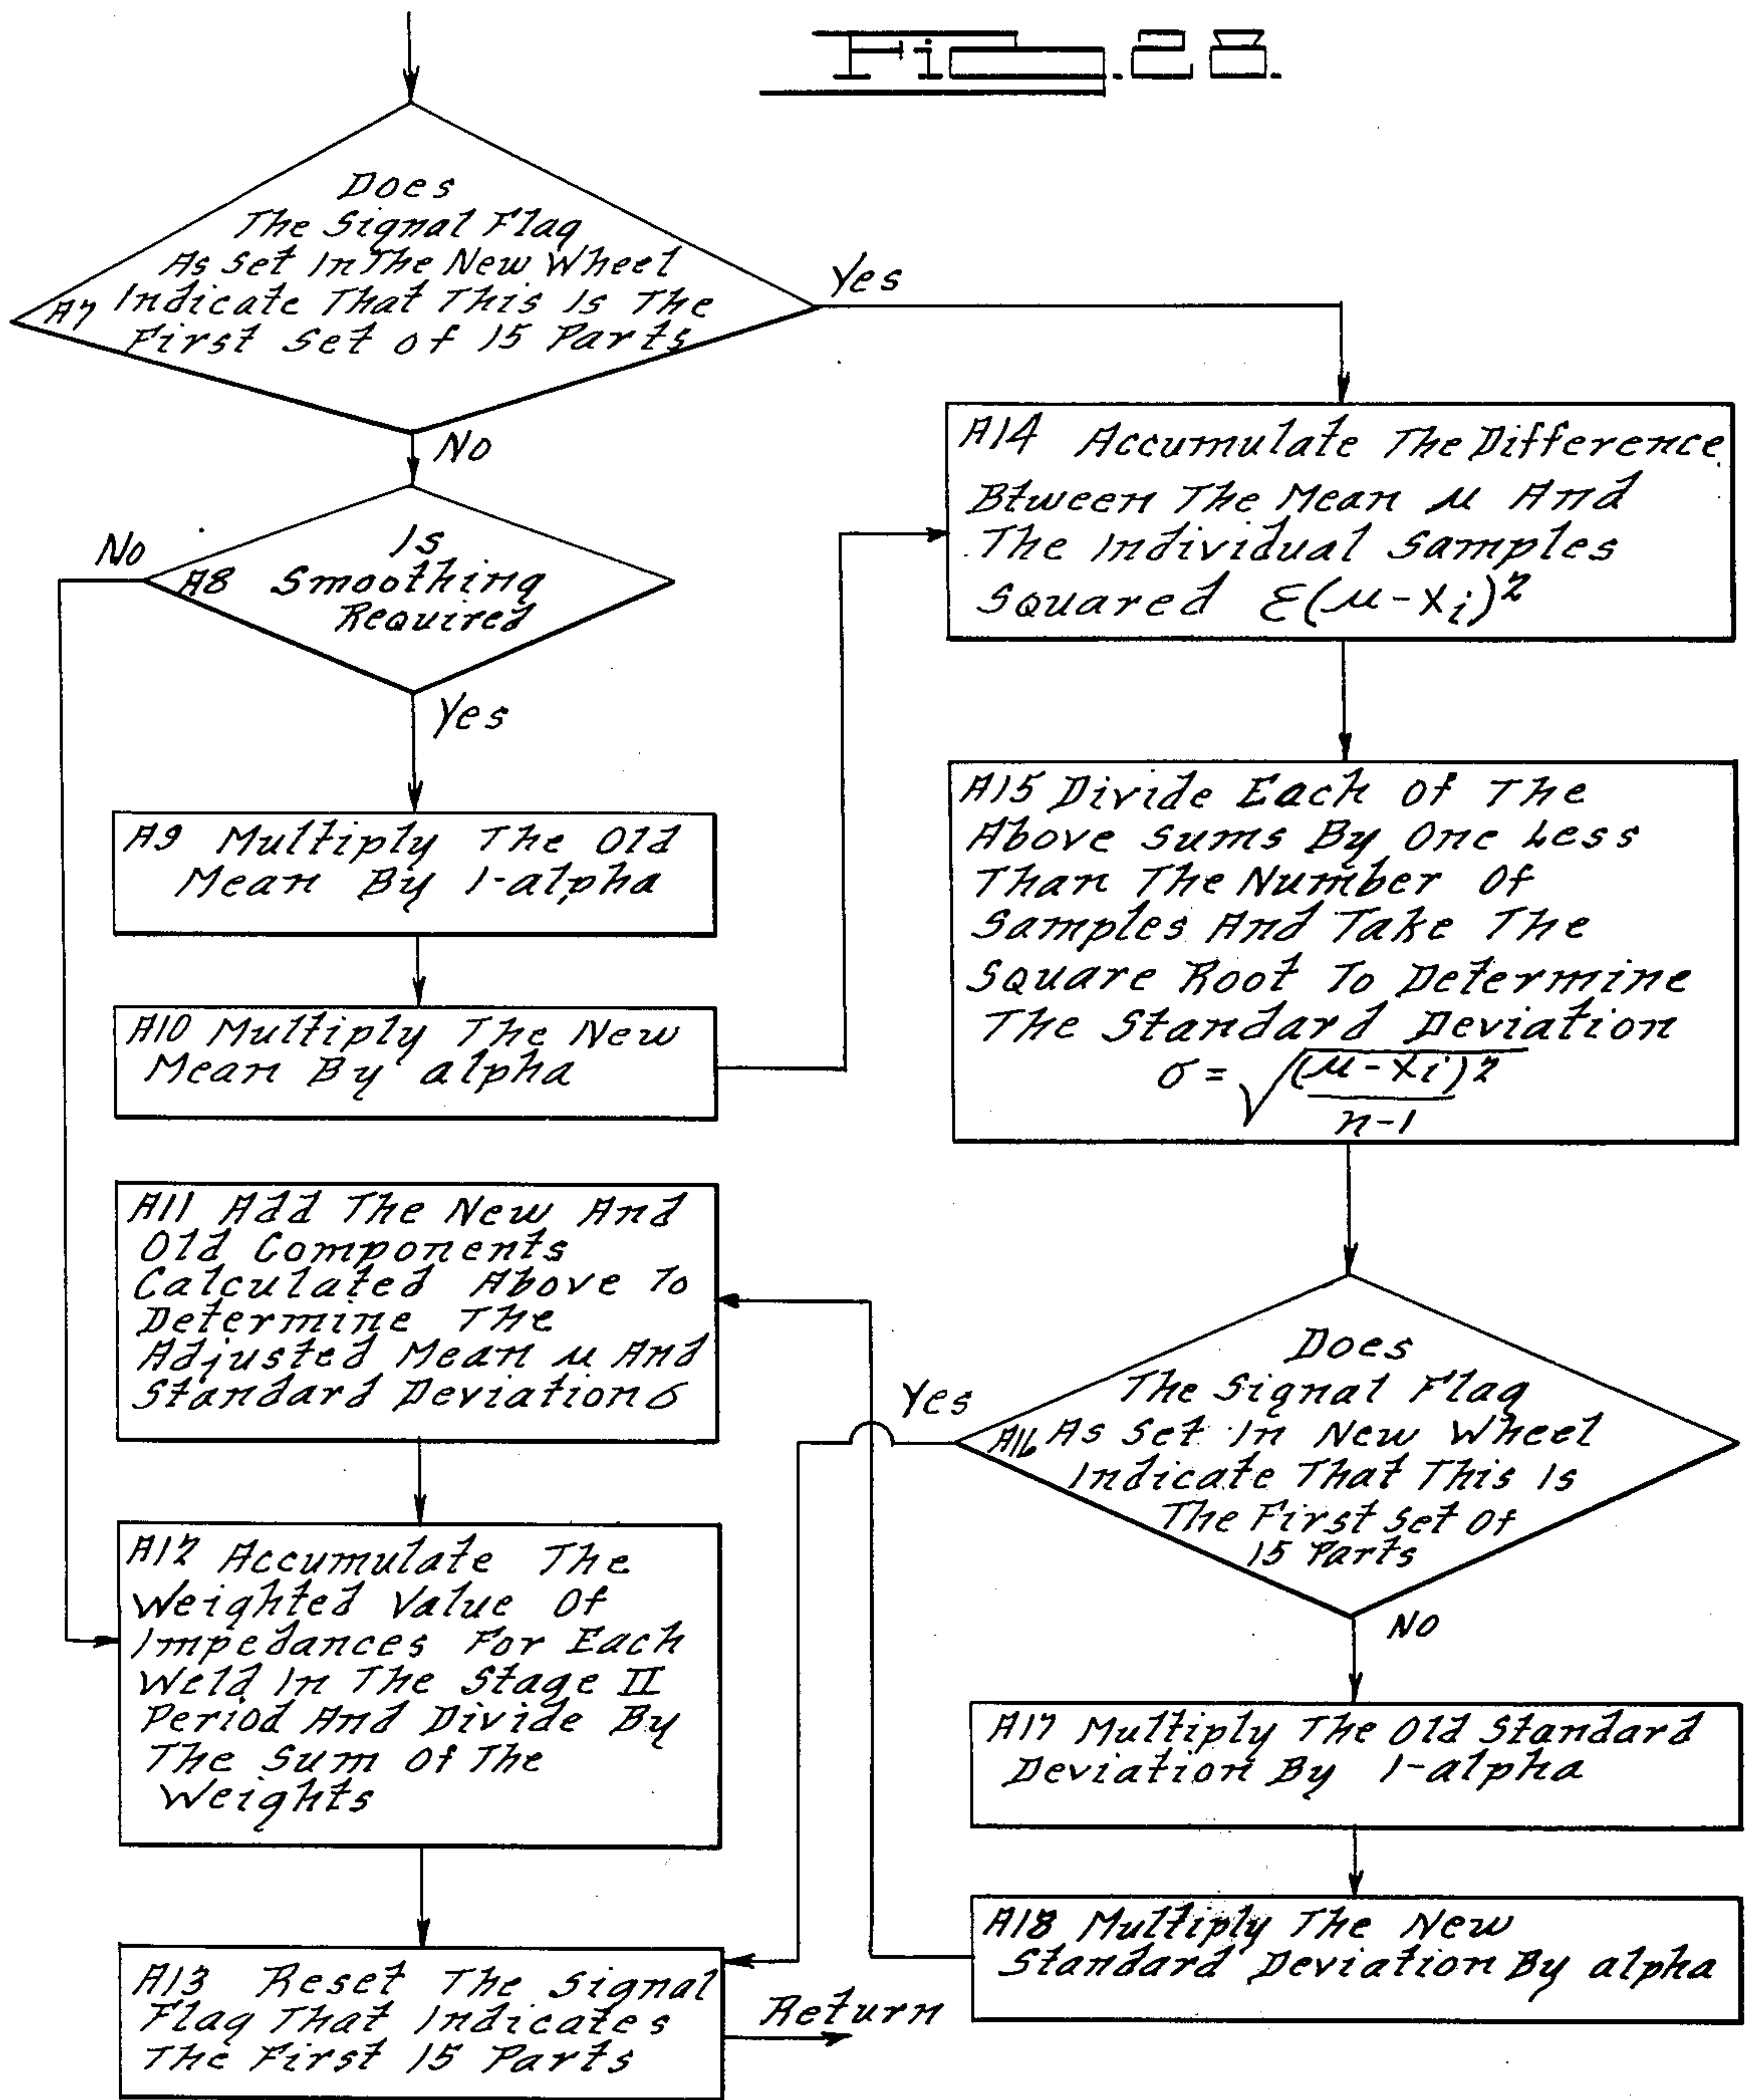 Fig. 28.
Does
The Signal Flag
As Set In The New Wheel
A7 Indicate That This Is The
First Set of 15 Parts
Yes
No
Is
A8 Smoothing
Required
No
Yes
A9 Multiply The Old
Mean By 1-alpha
A10 Multiply The New
Mean By alpha
A11 Add The New And
Old Components
Calculated Above To
Determine The
Adjusted Mean μ And
Standard Deviation σ
A12 Accumulate The
Weighted Value Of
Impedances For Each
Weld In The Stage II
Period And Divide By
The Sum Of The
Weights
A13 Reset The Signal
Flag That Indicates
The First 15 Parts
Return
A14 Accumulate The Difference
Btween The Mean μ And
The Individual Samples
Squared Σ(μ-Xi)²
A15 Divide Each Of The
Above Sums By One Less
Than The Number Of
Samples And Take The
Square Root To Determine
The Standard Deviation
σ = √(μ-Xi)²
n-1
Does
The Signal Flag
A16 As Set In New Wheel
Indicate That This Is
The First Set Of
15 Parts
Yes
No
A17 Multiply The Old Standard
Deviation By 1-alpha
A18 Multiply The New
Standard Deviation By alpha